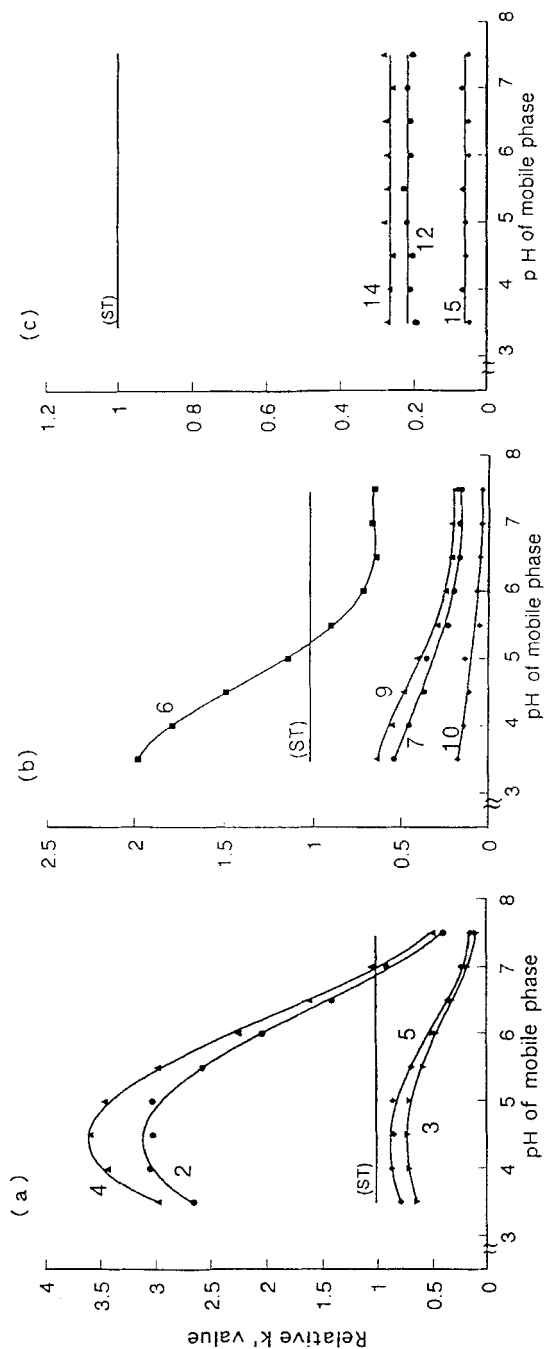 (a)
Relative k' value
4
3.5
3
2.5
2
1.5
1
0.5
0
4
2
(ST)
5
3
3 4 5 6 7 8
pH of mobile phase
(b)
2.5
2
1.5
1
0.5
0
6
(ST)
9
7
10
3 4 5 6 7 8
pH of mobile phase
(c)
1.2
1
0.8
0.6
0.4
0.2
0
(ST)
14
12
15
3 4 5 6 7 8
pH of mobile phase